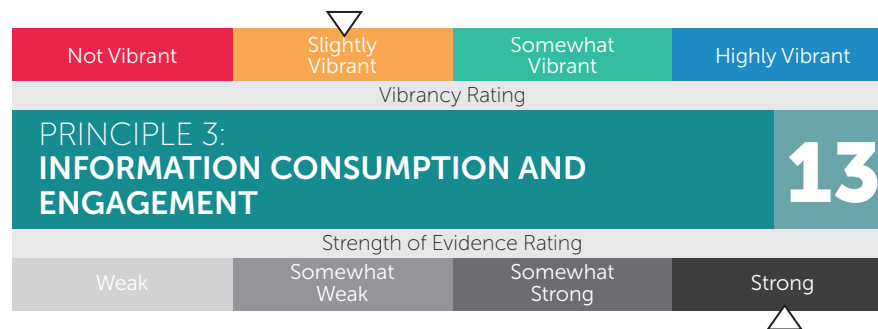 Not Vibrant
Slightly
Vibrant
Somewhat
Vibrant
Highly Vibrant
Vibrancy Rating
PRINCIPLE 3:
INFORMATION CONSUMPTION AND
ENGAGEMENT
13
Strength of Evidence Rating
Weak
Somewhat
Weak
Somewhat
Strong
Strong